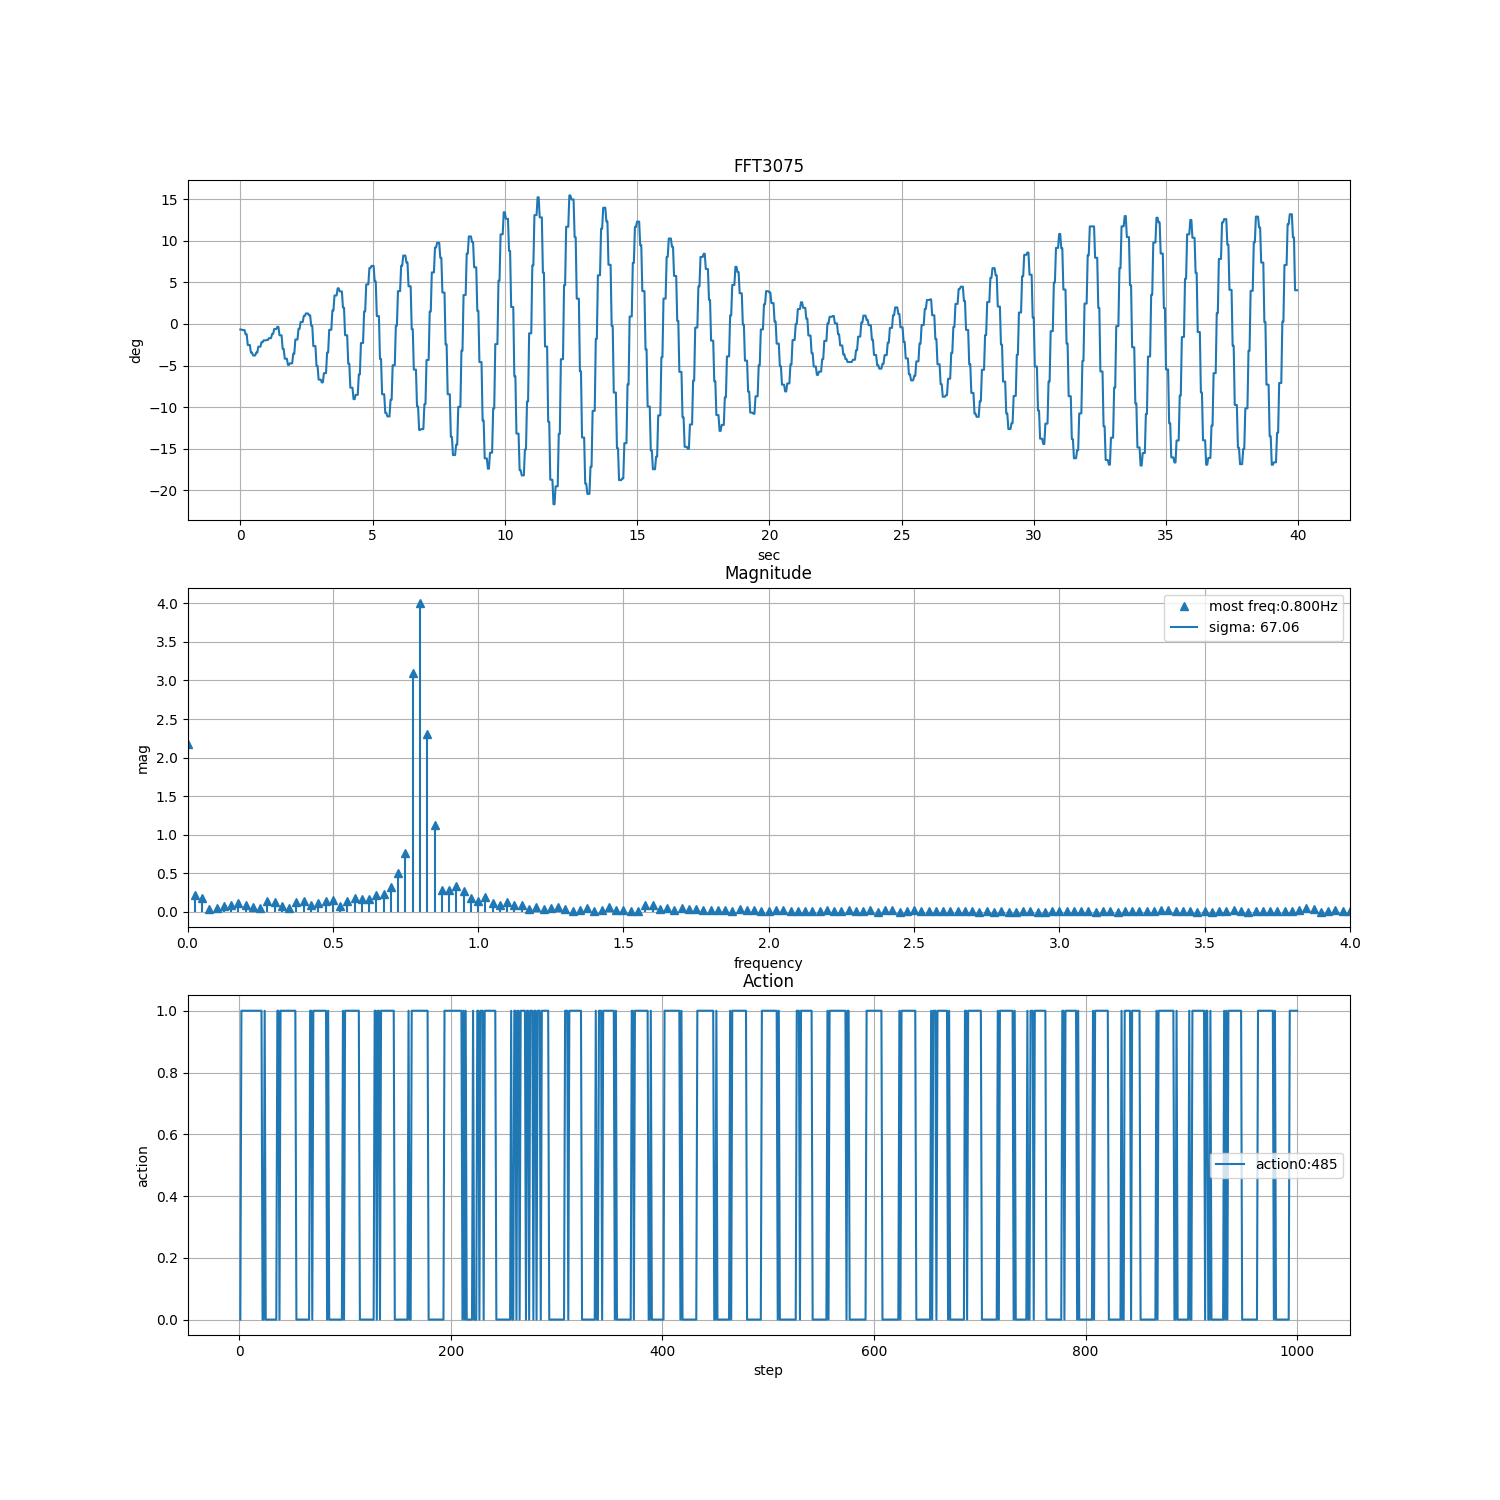 FFT3075
15
10
5
0
−5
−10
−15
−20
deg
0 5 10 15 20 25 30 35 40
sec
Magnitude
4.0
3.5
3.0
2.5
2.0
1.5
1.0
0.5
0.0
mag
most freq:0.800Hz
sigma: 67.06
0.0 0.5 1.0 1.5 2.0 2.5 3.0 3.5 4.0
frequency
Action
1.0
0.8
0.6
0.4
0.2
0.0
action
action0:485
0 200 400 600 800 1000
step